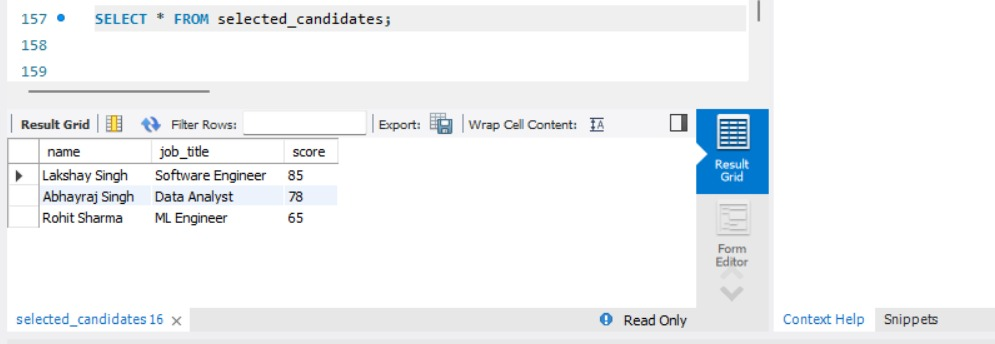 157 SELECT * FROM selected_candidates;
158
159
Result Grid Filter Rows: Export: Wrap Cell Content: IA
name job_title score
Lakshay Singh Software Engineer 85
Abhayraj Singh Data Analyst 78
Rohit Sharma ML Engineer 65
Result
Grid
Form
Editor
selected_candidates 16 × Read Only Context Help Snippets